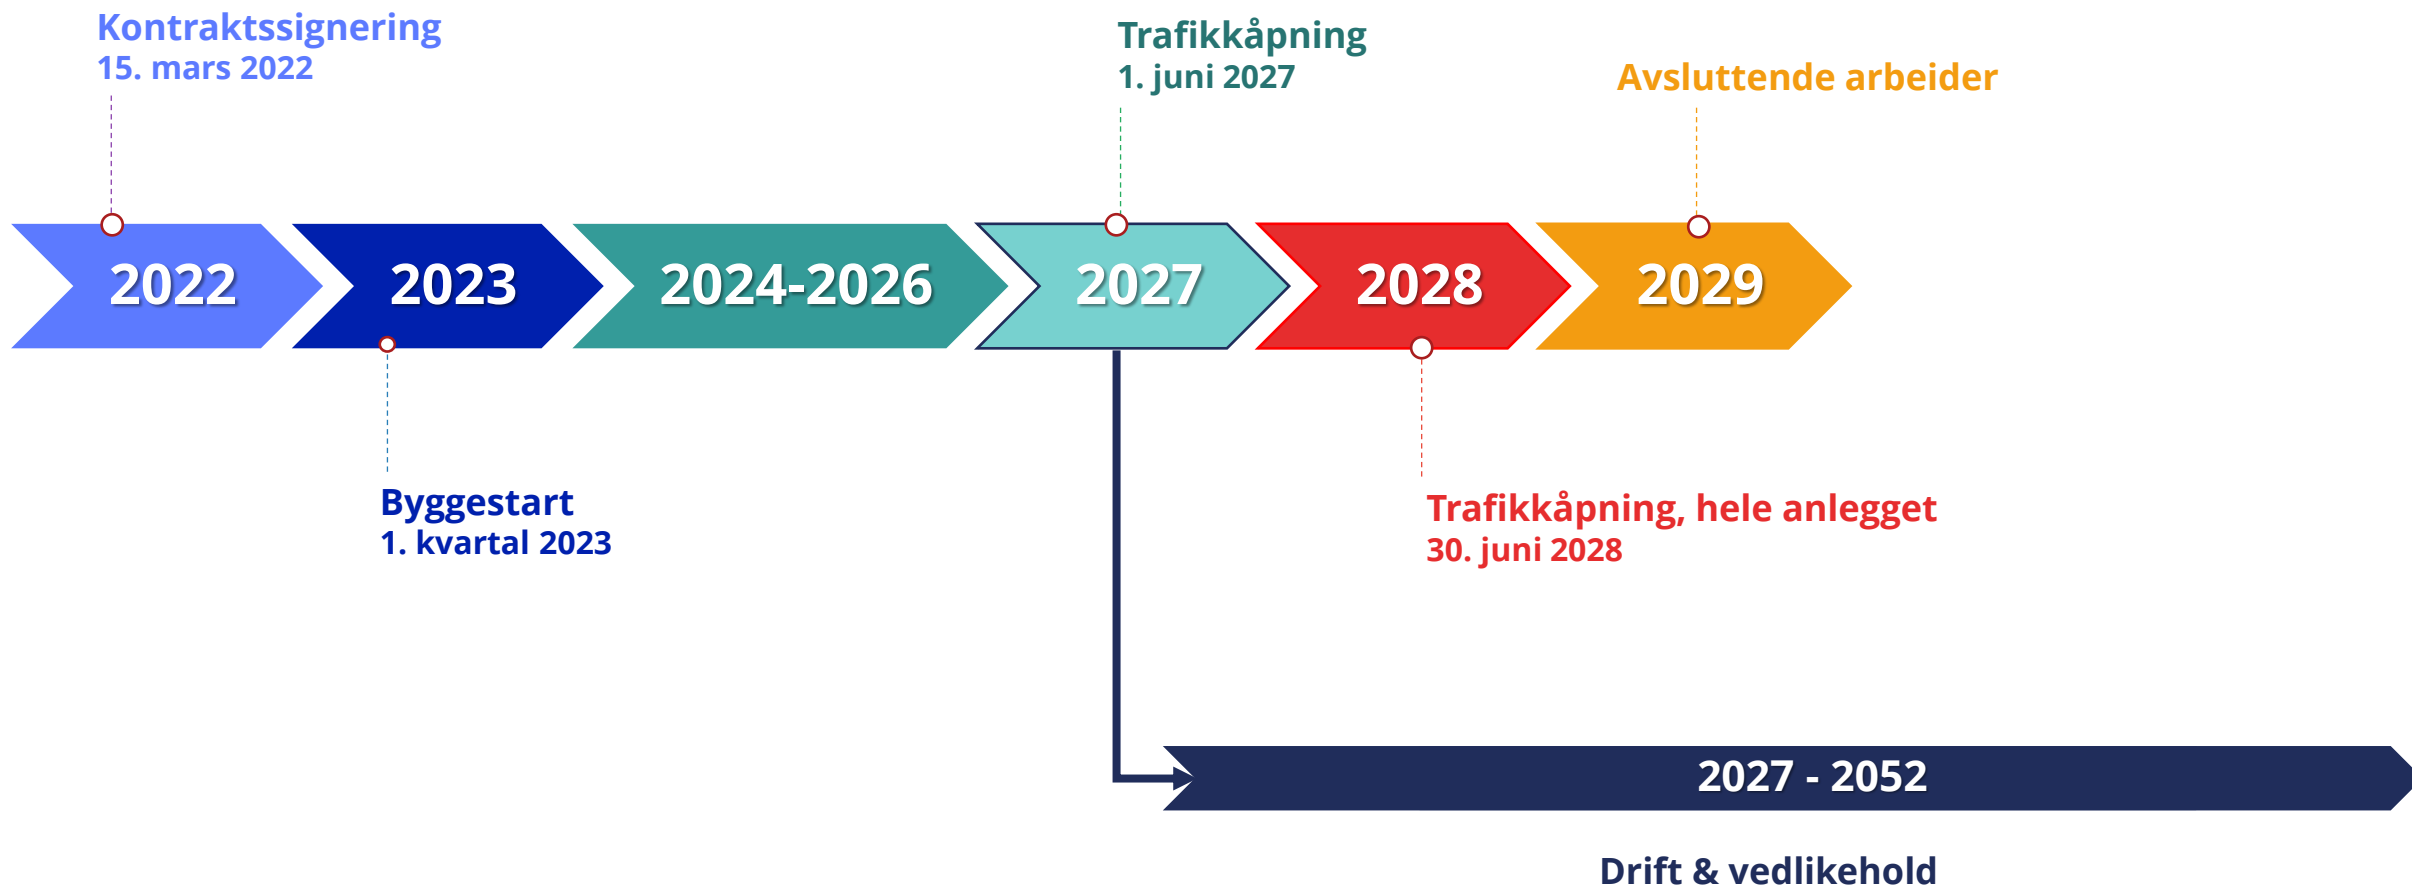 Kontraktssignering
15. mars 2022
Trafikkåpning
1. juni 2027
Avsluttende arbeider
2022
2023
2024-2026
2027
2028
2029
Byggestart
1. kvartal 2023
Trafikkåpning, hele anlegget
30. juni 2028
2027 - 2052
Drift & vedlikehold